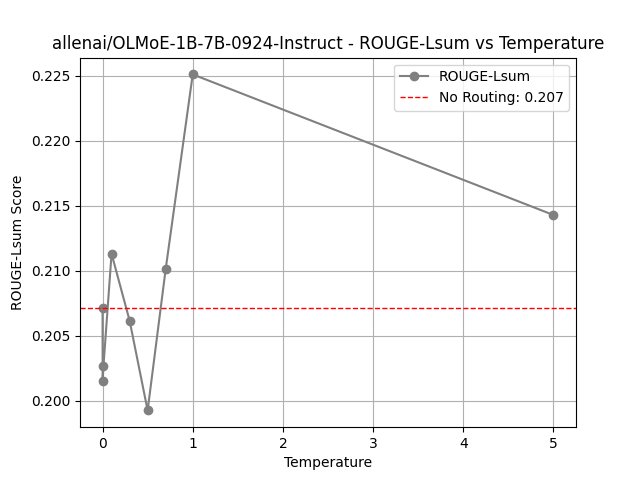 allenai/OLMoE-1B-7B-0924-Instruct - ROUGE-Lsum vs Temperature
ROUGE-Lsum
No Routing: 0.207
ROUGE-Lsum Score
0.225
0.220
0.215
0.210
0.205
0.200
0 1 2 3 4 5
Temperature